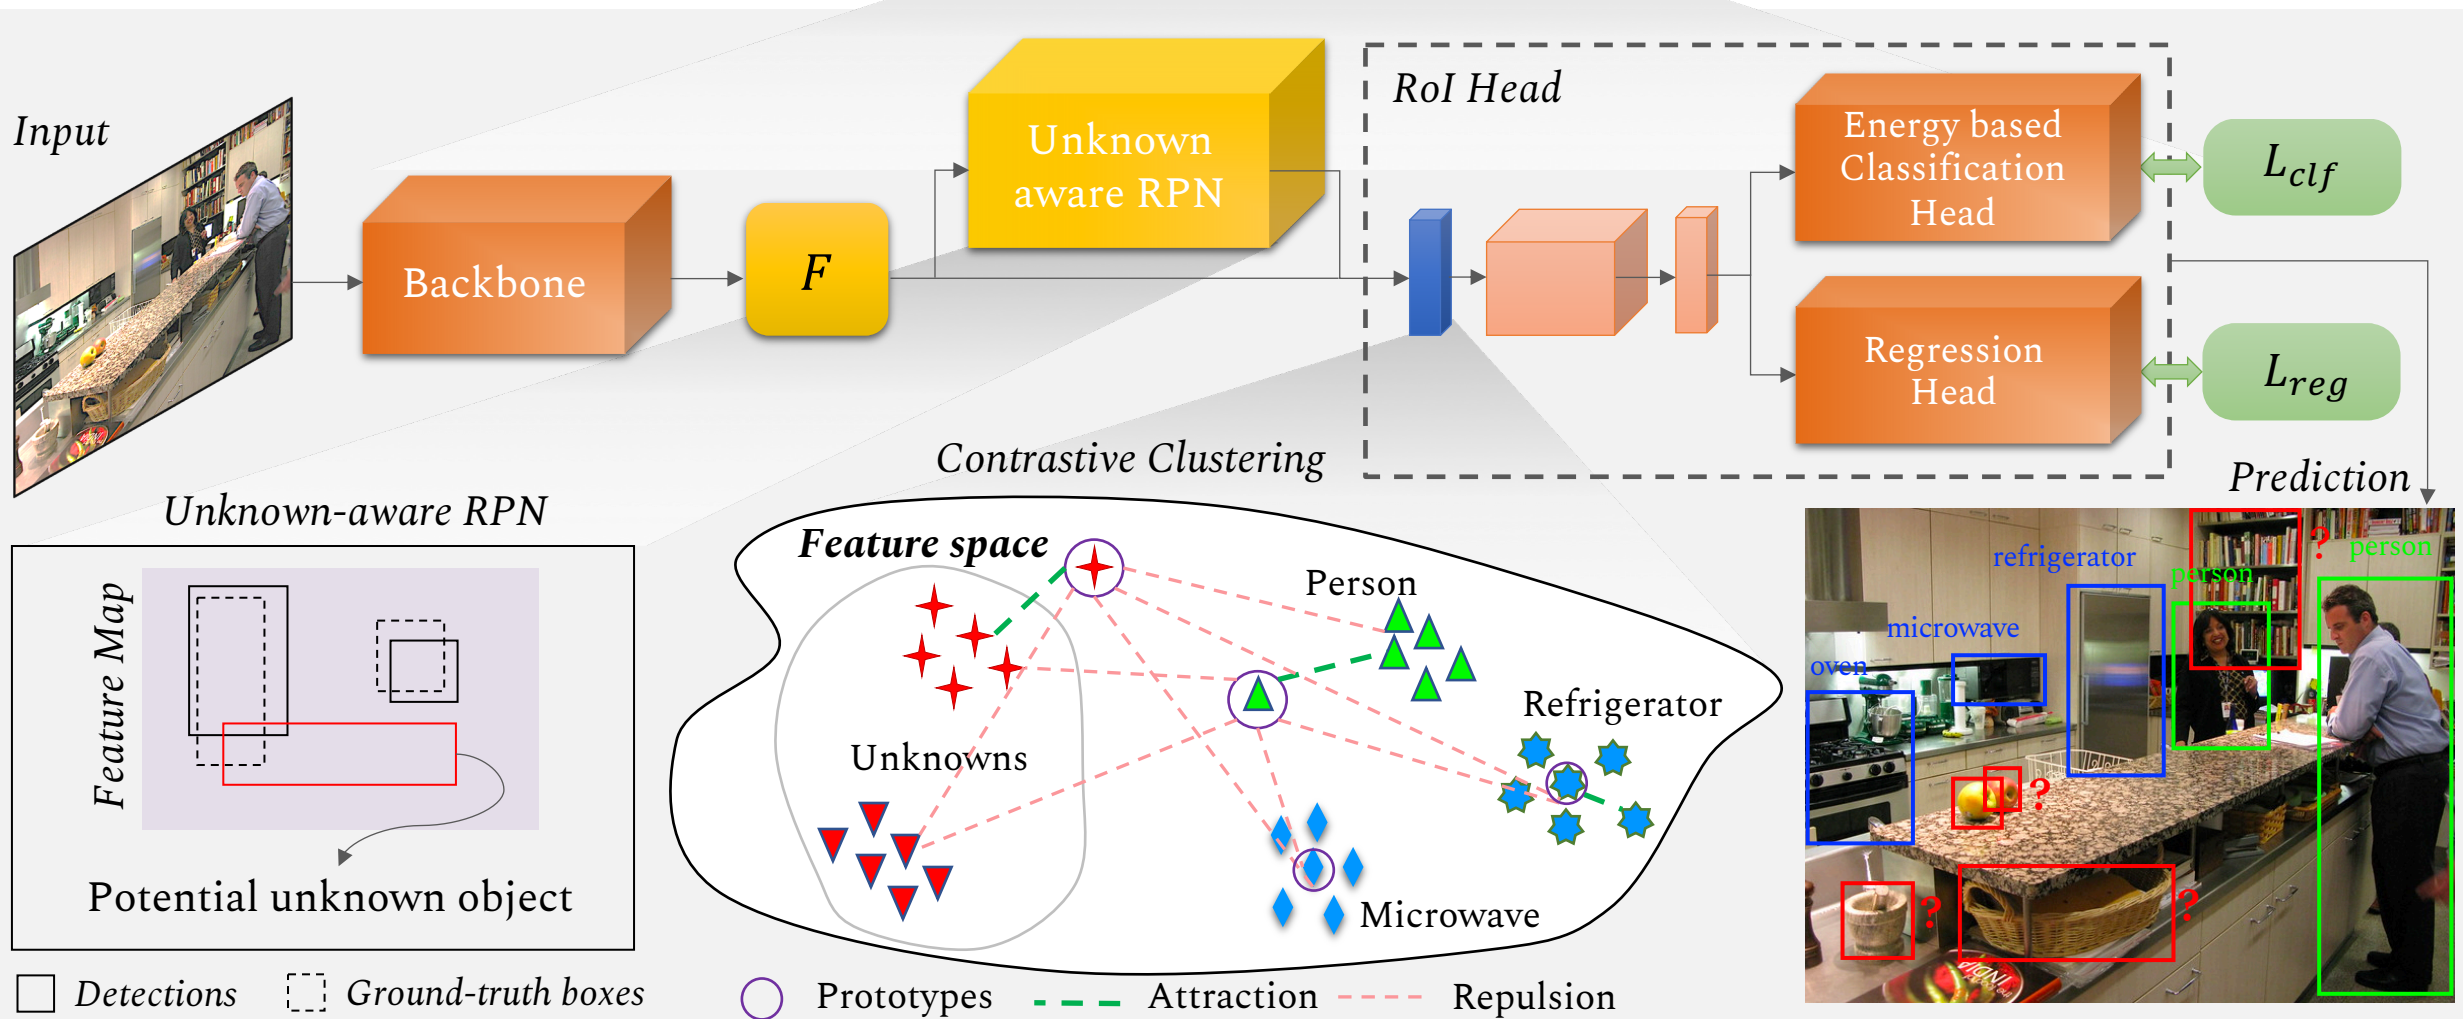 Input
Backbone
F
Unknown
aware RPN
RoI Head
Energy based
Classification
Head
Regression
Head
L_clf
L_reg
Prediction
Unknown-aware RPN
Feature Map
Potential unknown object
Detections
Ground-truth boxes
Contrastive Clustering
Feature space
Person
Refrigerator
Unknowns
Microwave
Prototypes
Attraction
Repulsion
refrigerator
?
person
person
microwave
oven
?
?
?